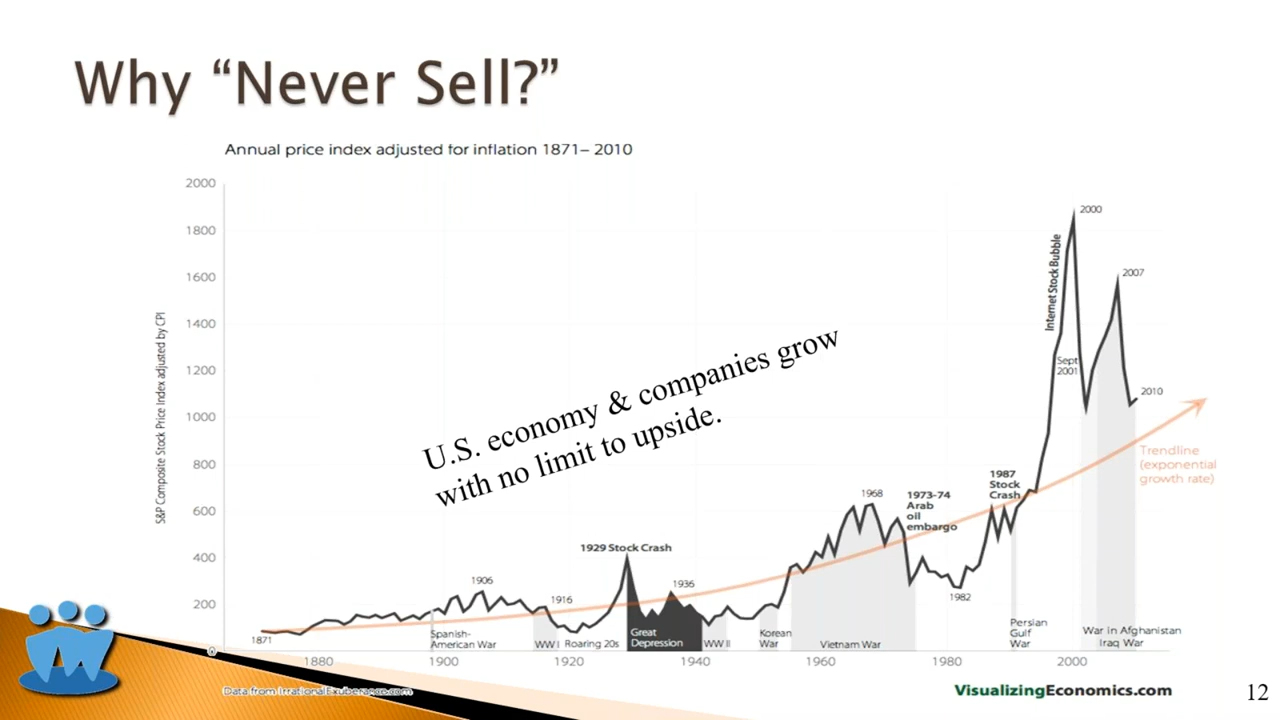 Why “Never Sell?”
Annual price index adjusted for inflation 1871– 2010
S&P Composite Stock Price Index adjusted by CPI
2000
1800
1600
1400
1200
1000
800
600
400
200
0
U.S. economy & companies grow
with no limit to upside.
1871
Spanish-
American War
1906
WW I
1916
Roaring 20s
1929 Stock Crash
Great
Depression
1936
WW II
Korean
War
Vietnam War
1968
1973-74
Arab
oil
embargo
1982
1987
Stock
Crash
Persian
Gulf
War
Internet Stock Bubble
2000
Sept
2001
2007
2010
War in Afghanistan
Iraq War
Trendline
(exponential
growth rate)
1880
1900
1920
1940
1960
1980
2000
Data from IrrationalExuberance.com
VisualizingEconomics.com
12